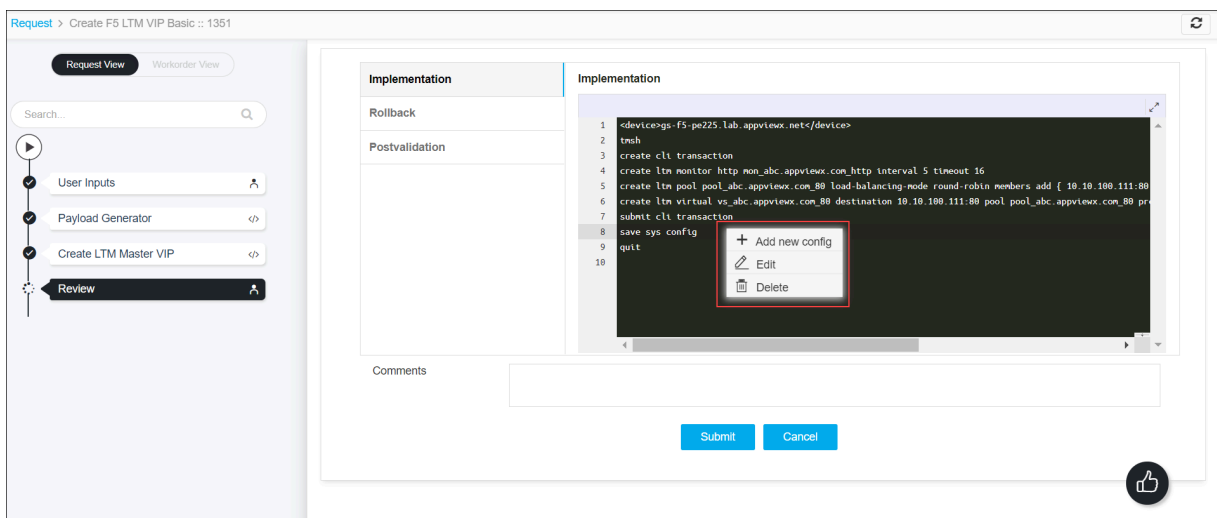 Request > Create F5 LTM VIP Basic :: 1351
Request View
Workorder View
Search...
User Inputs
Payload Generator
Create LTM Master VIP
Review
Implementation
Rollback
Postvalidation
Implementation
1 <device>gs-f5-pe225.lab.appviewx.net</device>
2 tmsh
3 create cli transaction
4 create ltm monitor http mon_abc.appviewx.com_http interval 5 timeout 16
5 create ltm pool pool_abc.appviewx.com_80 load-balancing-mode round-robin members add { 10.10.100.111:80
6 create ltm virtual vs_abc.appviewx.com_80 destination 10.10.100.111:80 pool pool_abc.appviewx.com_80 pr
7 submit cli transaction
8 save sys config
9 quit
10
Add new config
Edit
Delete
Comments
Submit
Cancel